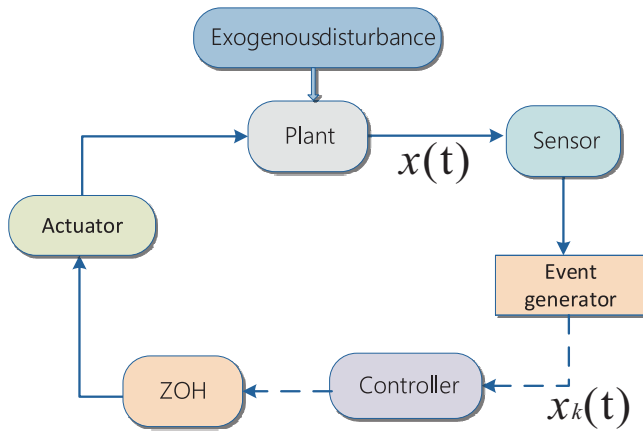 Exogenousdisturbance
Plant
x(t)
Sensor
Actuator
Event
generator
ZOH
Controller
xk(t)